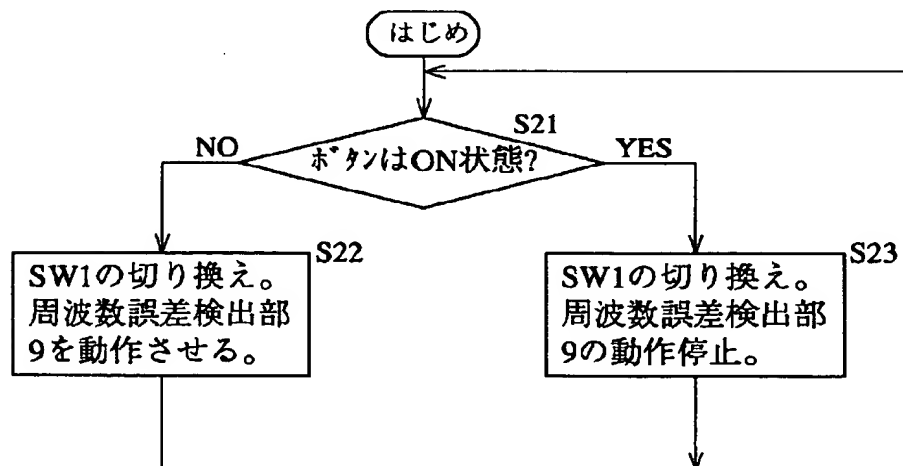 はじめ
S21
NO
ボタンはON状態?
YES
S22
SW1の切り換え。
周波数誤差検出部
9を動作させる。
S23
SW1の切り換え。
周波数誤差検出部
9の動作停止。